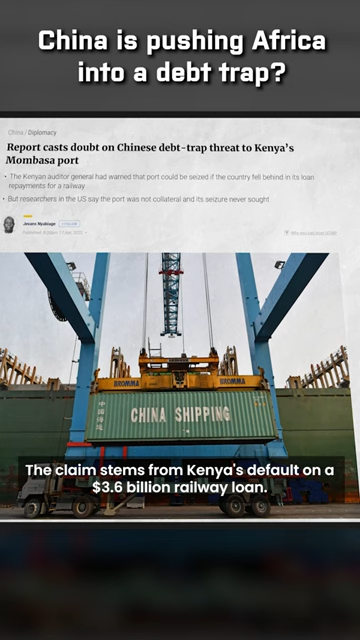 China is pushing Africa
into a debt trap?
China / Diplomacy
Report casts doubt on Chinese debt-trap threat to Kenya's
Mombasa port
• The Kenyan auditor general had warned that port could be seized if the country fell behind in its loan
repayments for a railway
• But researchers in the US say the port was not collateral and its seizure never sought
Jevans Nyabiage
BROMMA BROMMA
中国海运
CHINA SHIPPING
The claim stems from Kenya's default on a
$3.6 billion railway loan.